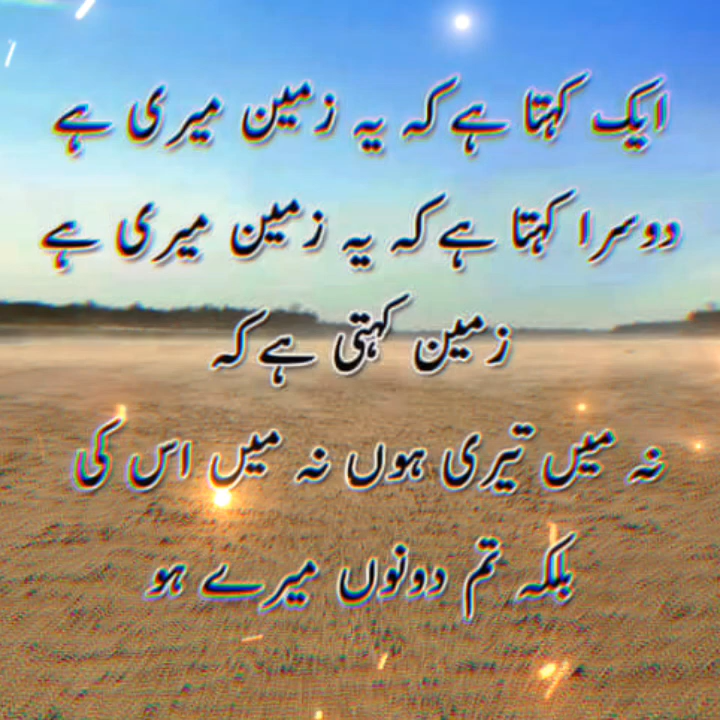 ایک کہتا ہے کہ یہ زمین میری ہے
دوسرا کہتا ہے کہ یہ زمین میری ہے
زمین کہتی ہے کہ
نہ میں تیری ہوں نہ میں اس کی
بلکہ تم دونوں میرے ہو